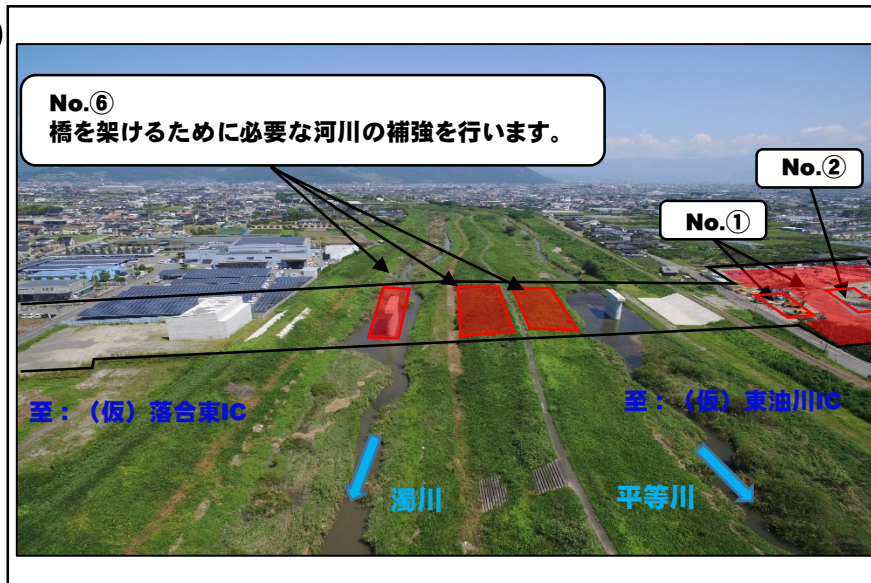 )
No.⑥
橋を架けるために必要な河川の補強を行います。
No.②
No.①
至：（仮）落合東IC
至：（仮）東油川IC
濁川
平等川